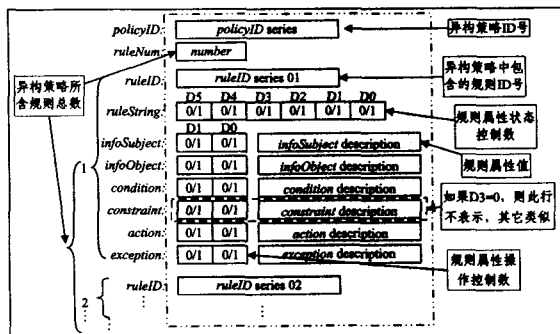 policyID: policyID series
异构策略ID号
ruleNum: number
异构策略所含规则总数
ruleID: ruleID series 01
异构策略中包含的规则ID号
D5 D4 D3 D2 D1 D0
ruleString: 0/1 0/1 0/1 0/1 0/1 0/1
规则属性状态控制数
D1 D0
infoSubject: 0/1 0/1 infoSubject description
规则属性值
1
infoObject: 0/1 0/1 infoObject description
condition: 0/1 0/1 condition description
constraint: 0/1 0/1 constraint description
如果D3=0，则此行不表示，其它类似
action: 0/1 0/1 action description
exception: 0/1 0/1 exception description
规则属性操作控制数
2
ruleID: ruleID series 02